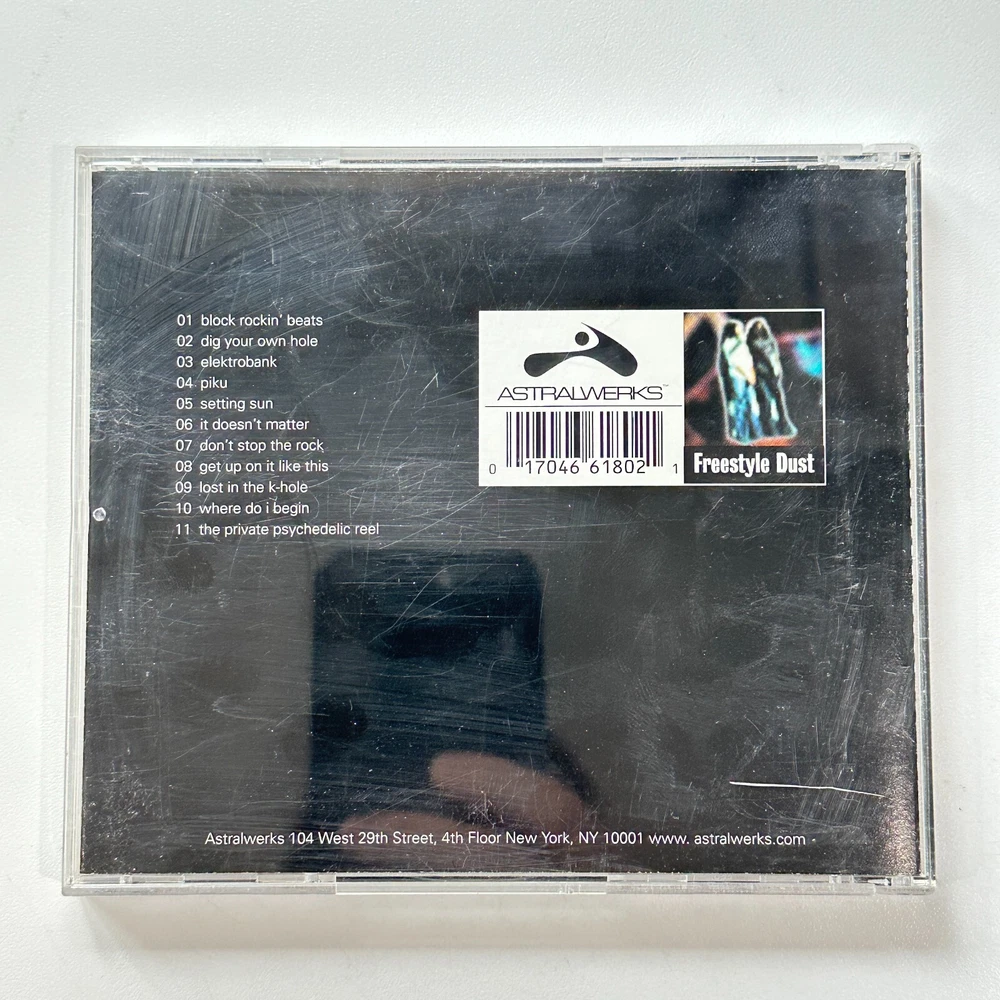 01 block rockin' beats
02 dig your own hole
03 elektrobank
04 piku
05 setting sun
06 it doesn't matter
07 don't stop the rock
08 get up on it like this
09 lost in the k-hole
10 where do i begin
11 the private psychedelic reel
ASTRALWERKS™
0 17046 61802 1
Freestyle Dust
Astralwerks 104 West 29th Street, 4th Floor New York, NY 10001 www. astralwerks.com